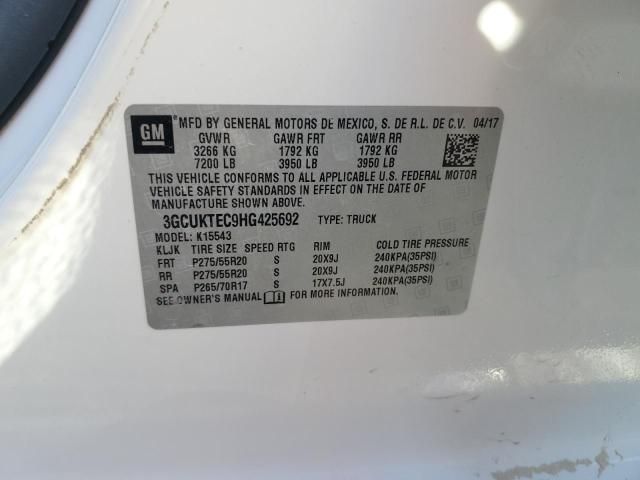 GM
MFD BY GENERAL MOTORS DE MEXICO, S. DE R.L. DE C.V. 04/17
GVWR GAWR FRT GAWR RR
3266 KG 1792 KG 1792 KG
7200 LB 3950 LB 3950 LB
THIS VEHICLE CONFORMS TO ALL APPLICABLE U.S. FEDERAL MOTOR
VEHICLE SAFETY STANDARDS IN EFFECT ON THE DATE OF
MANUFACTURE SHOWN ABOVE.
3GCUKTEC9HG425692 TYPE: TRUCK
MODEL: K15543
KLJK TIRE SIZE SPEED RTG RIM COLD TIRE PRESSURE
FRT P275/55R20 S 20X9J 240KPA(35PSI)
RR P275/55R20 S 20X9J 240KPA(35PSI)
SPA P265/70R17 S 17X7.5J 240KPA(35PSI)
SEE OWNER'S MANUAL FOR MORE INFORMATION